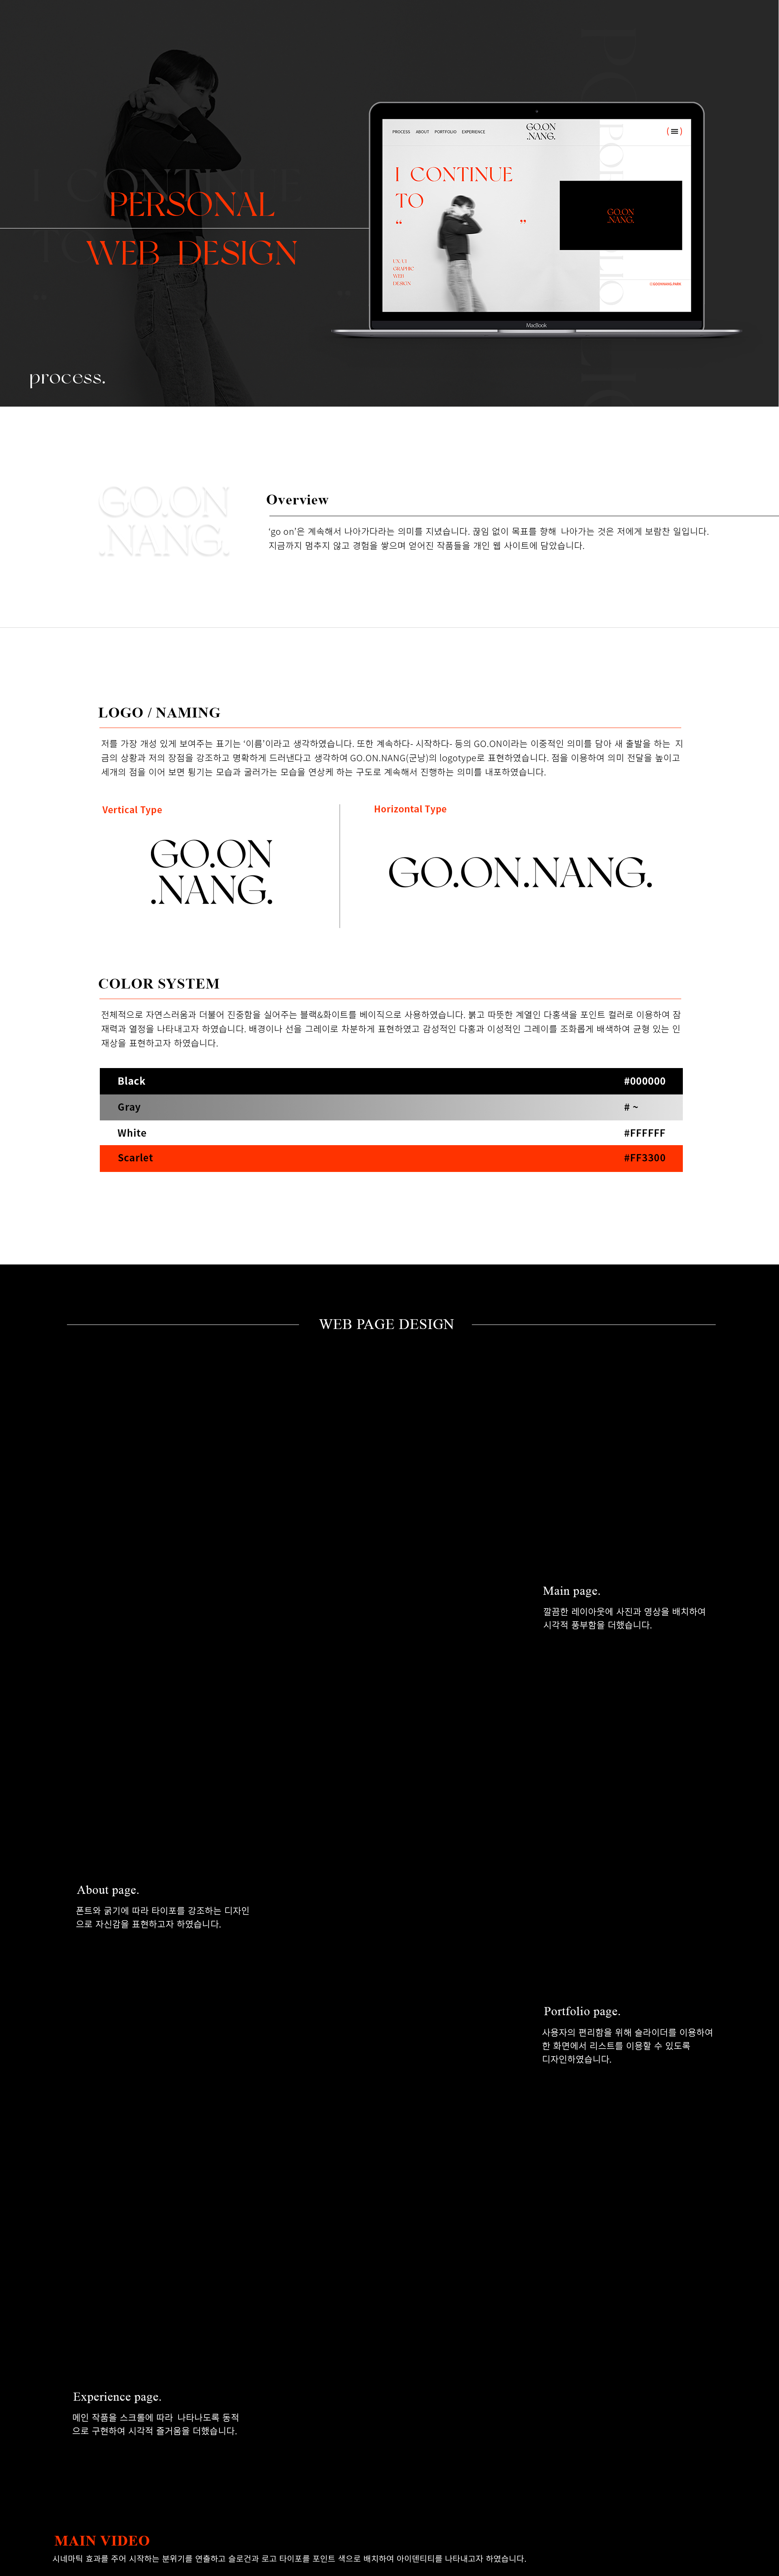 PERSONAL
WEB DESIGN
process.
I CONTINUE
TO
PROCESS ABOUT PORTFOLIO EXPERIENCE
GO.ON
.NANG.
I CONTINUE
TO
“ ”
GRAPHIC
WEB
DESIGN
GO.ON
.NANG.
MacBook
GO.ON
.NANG.
Overview
‘go on’은 계속해서 나아가다라는 의미를 지녔습니다. 끊임 없이 목표를 향해 나아가는 것은 저에게 보람찬 일입니다.
지금까지 멈추지 않고 경험을 쌓으며 얻어진 작품들을 개인 웹 사이트에 담았습니다.
LOGO / NAMING
저를 가장 개성 있게 보여주는 표기는 ‘이름’이라고 생각하였습니다. 또한 계속하다- 시작하다- 등의 GO.ON이라는 이중적인 의미를 담아 새 출발을 하는 지
금의 상황과 저의 장점을 강조하고 명확하게 드러낸다고 생각하여 GO.ON.NANG(군낭)의 logotype로 표현하였습니다. 점을 이용하여 의미 전달을 높이고
세개의 점을 이어 보면 튕기는 모습과 굴러가는 모습을 연상케 하는 구도로 계속해서 진행하는 의미를 내포하였습니다.
Vertical Type
Horizontal Type
GO.ON
.NANG.
GO.ON.NANG.
COLOR SYSTEM
전체적으로 자연스러움과 더불어 진중함을 실어주는 블랙&화이트를 베이직으로 사용하였습니다. 붉고 따뜻한 계열인 다홍색을 포인트 컬러로 이용하여 잠
재력과 열정을 나타내고자 하였습니다. 배경이나 선을 그레이로 차분하게 표현하였고 감성적인 다홍과 이성적인 그레이를 조화롭게 배색하여 균형 있는 인
재상을 표현하고자 하였습니다.
Black #000000
Gray # ~
White #FFFFFF
Scarlet #FF3300
WEB PAGE DESIGN
Main page.
깔끔한 레이아웃에 사진과 영상을 배치하여
시각적 풍부함을 더했습니다.
About page.
폰트와 굵기에 따라 타이포를 강조하는 디자인
으로 자신감을 표현하고자 하였습니다.
Portfolio page.
사용자의 편리함을 위해 슬라이더를 이용하여
한 화면에서 리스트를 이용할 수 있도록
디자인하였습니다.
Experience page.
메인 작품을 스크롤에 따라 나타나도록 동적
으로 구현하여 시각적 즐거움을 더했습니다.
MAIN VIDEO
시네마틱 효과를 주어 시작하는 분위기를 연출하고 슬로건과 로고 타이포를 포인트 색으로 배치하여 아이덴티티를 나타내고자 하였습니다.